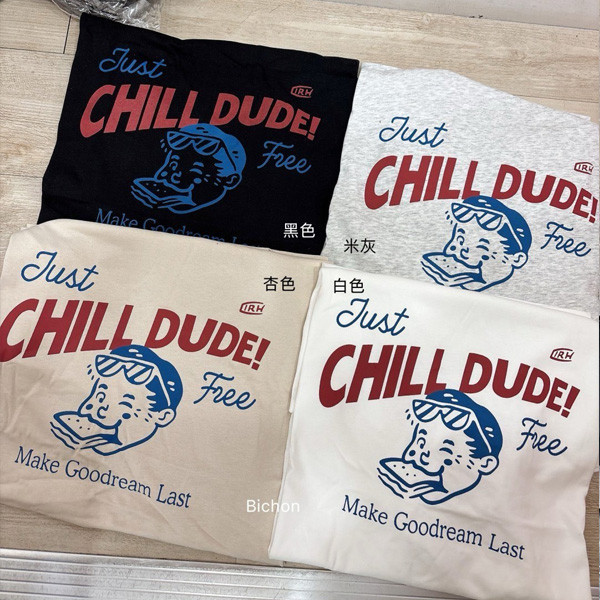 Just
CHILL DUDE!
IRH
Free
Make Goodream Last
黑色
Just
CHILL DUDE!
IRH
Free
米灰
Just
CHILL DUDE!
IRH
Free
Make Goodream Last
杏色
白色
Just
CHILL DUDE!
IRH
Free
Make Goodream Last
Bichon